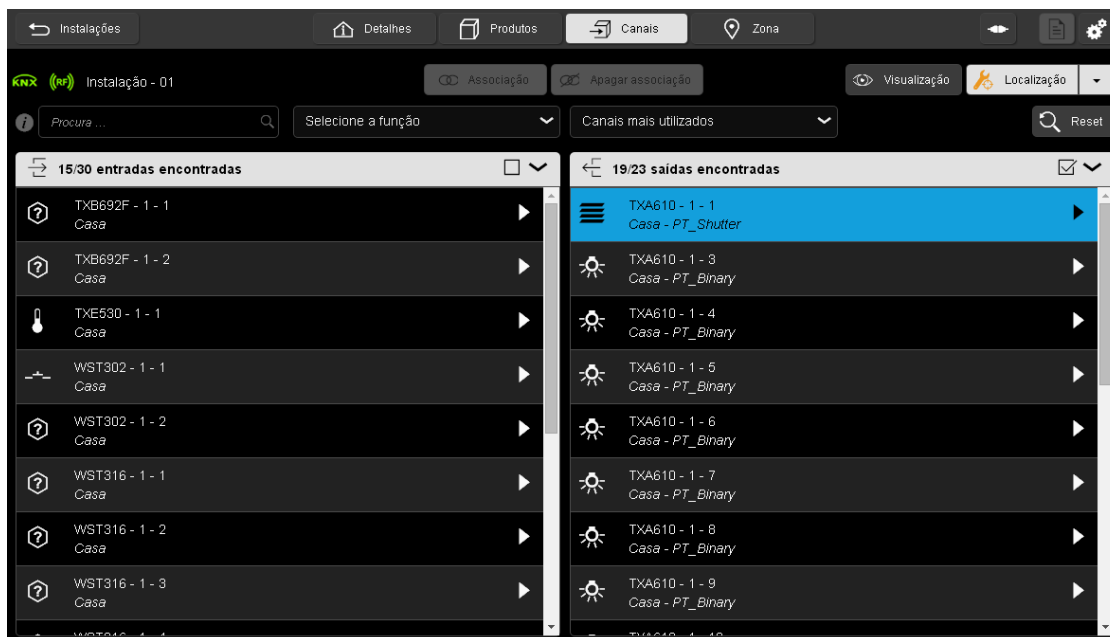 Instalações
Detalhes
Produtos
Canais
Zona
KNX ((RF)) Instalação - 01
Associação
Apagar associação
Visualização
Localização
Procura ...
Selecione a função
Canais mais utilizados
Reset
15/30 entradas encontradas
TXB692F - 1 - 1
Casa
TXB692F - 1 - 2
Casa
TXE530 - 1 - 1
Casa
WST302 - 1 - 1
Casa
WST302 - 1 - 2
Casa
WST316 - 1 - 1
Casa
WST316 - 1 - 2
Casa
WST316 - 1 - 3
Casa
19/23 saídas encontradas
TXA610 - 1 - 1
Casa - PT_Shutter
TXA610 - 1 - 3
Casa - PT_Binary
TXA610 - 1 - 4
Casa - PT_Binary
TXA610 - 1 - 5
Casa - PT_Binary
TXA610 - 1 - 6
Casa - PT_Binary
TXA610 - 1 - 7
Casa - PT_Binary
TXA610 - 1 - 8
Casa - PT_Binary
TXA610 - 1 - 9
Casa - PT_Binary